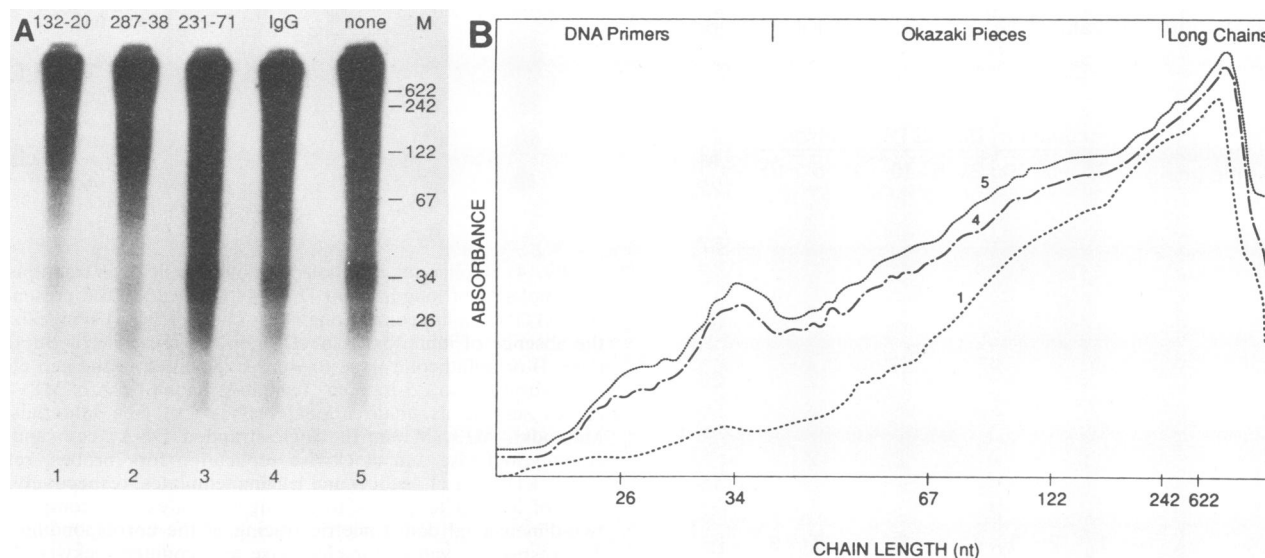 A
132-20 287-38 231-71 IgG none M
622
242
122
67
34
26
1 2 3 4 5
B
DNA Primers Okazaki Pieces Long Chains
ABSORBANCE
5
4
1
26 34 67 122 242 622
CHAIN LENGTH (nt)